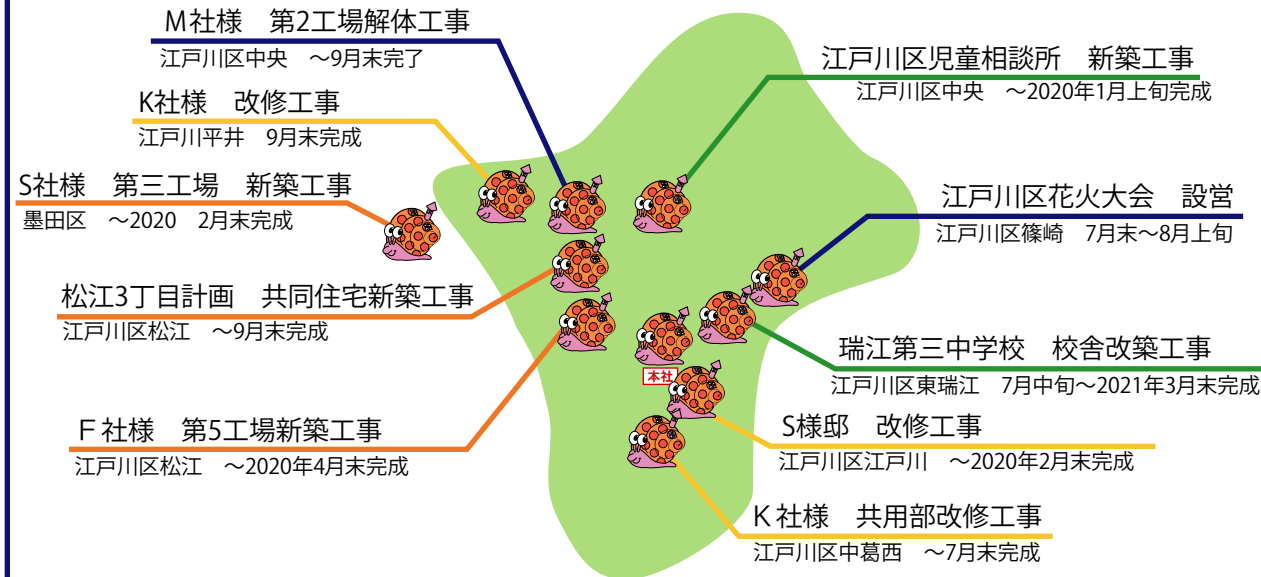 M社様　第2工場解体工事
江戸川区中央　～9月末完了
K社様　改修工事
江戸川平井　9月末完成
S社様　第三工場　新築工事
墨田区　～2020　2月末完成
松江3丁目計画　共同住宅新築工事
江戸川区松江　～9月末完成
F社様　第5工場新築工事
江戸川区松江　～2020年4月末完成
江戸川区児童相談所　新築工事
江戸川区中央　～2020年1月上旬完成
江戸川区花火大会　設営
江戸川区篠崎　7月末～8月上旬
瑞江第三中学校　校舎改築工事
江戸川区東瑞江　7月中旬～2021年3月末完成
本社
S様邸　改修工事
江戸川区江戸川　～2020年2月末完成
K社様　共用部改修工事
江戸川区中葛西　～7月末完成